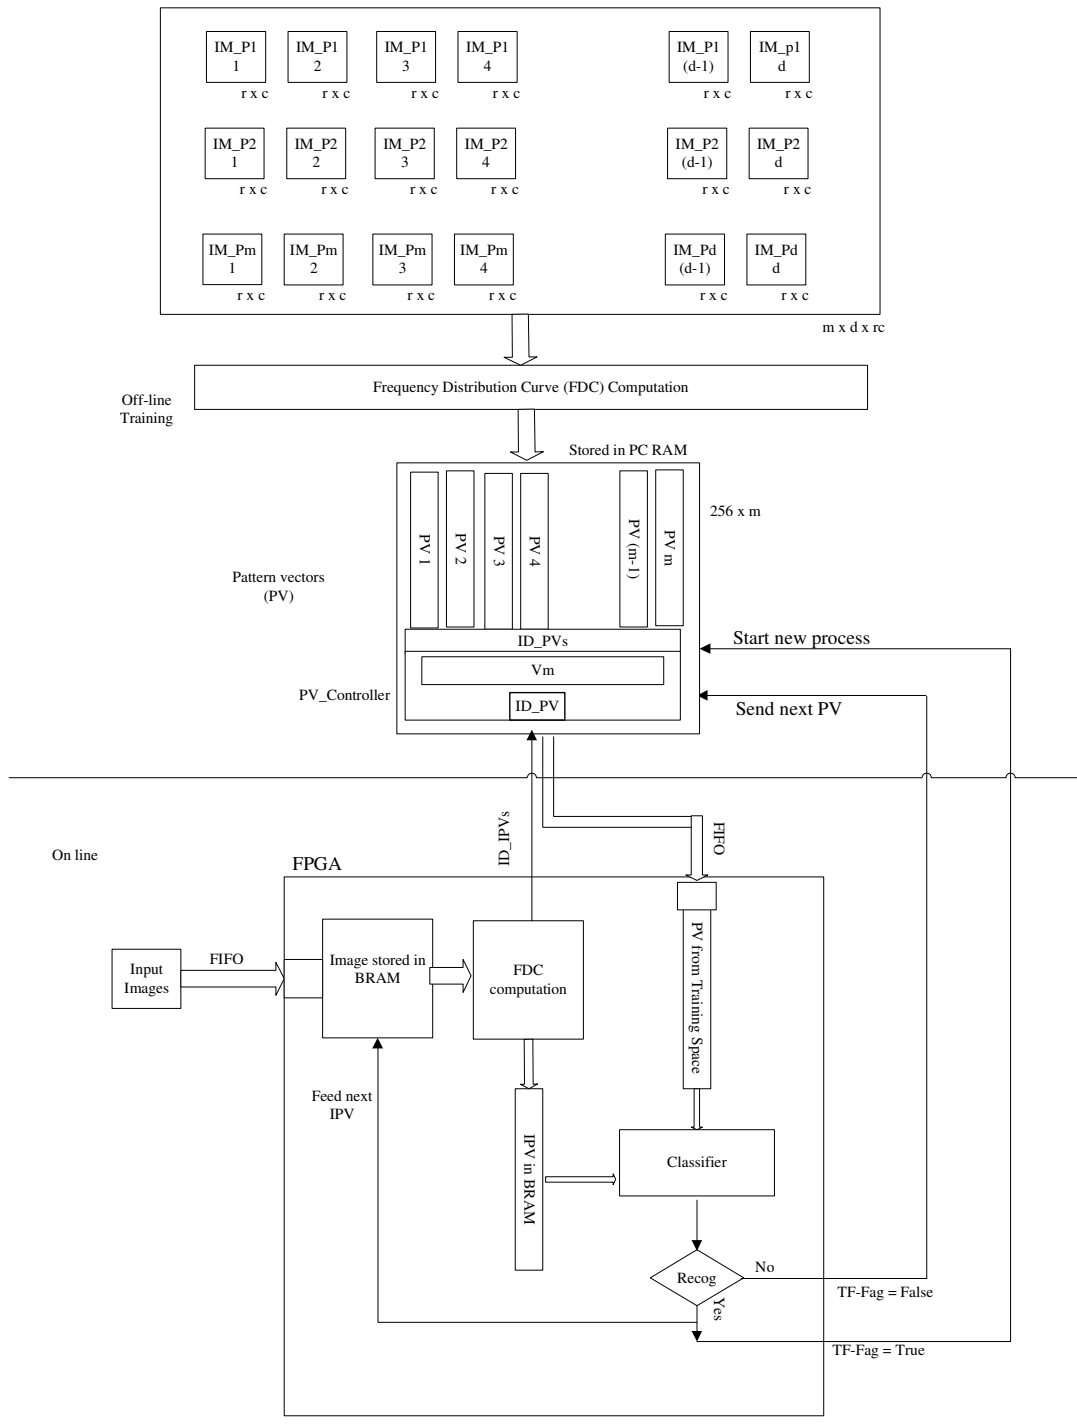 IM_P1 IM_P1 IM_P1 IM_P1 IM_P1 IM_p1
1 2 3 4 (d-1) d
r x c r x c r x c r x c r x c r x c
IM_P2 IM_P2 IM_P2 IM_P2 IM_P2 IM_P2
1 2 3 4 (d-1) d
r x c r x c r x c r x c r x c r x c
IM_Pm IM_Pm IM_Pm IM_Pm IM_Pd IM_Pd
1 2 3 4 (d-1) d
r x c r x c r x c r x c r x c r x c
m x d x rc
Frequency Distribution Curve (FDC) Computation
Off-line
Training
Stored in PC RAM
PV 1
PV 2
PV 3
PV 4
PV (m-1)
PV m
256 x m
Pattern vectors
(PV)
ID_PVs
Vm
PV_Controller
ID_PV
Start new process
Send next PV
ID_IPVs
FIFO
On line
FPGA
Input
Images
FIFO
Image stored in
BRAM
FDC
computation
PV from Training Space
Feed next
IPV
IPV in BRAM
Classifier
Recog
No
Yes
TF-Fag = False
TF-Fag = True